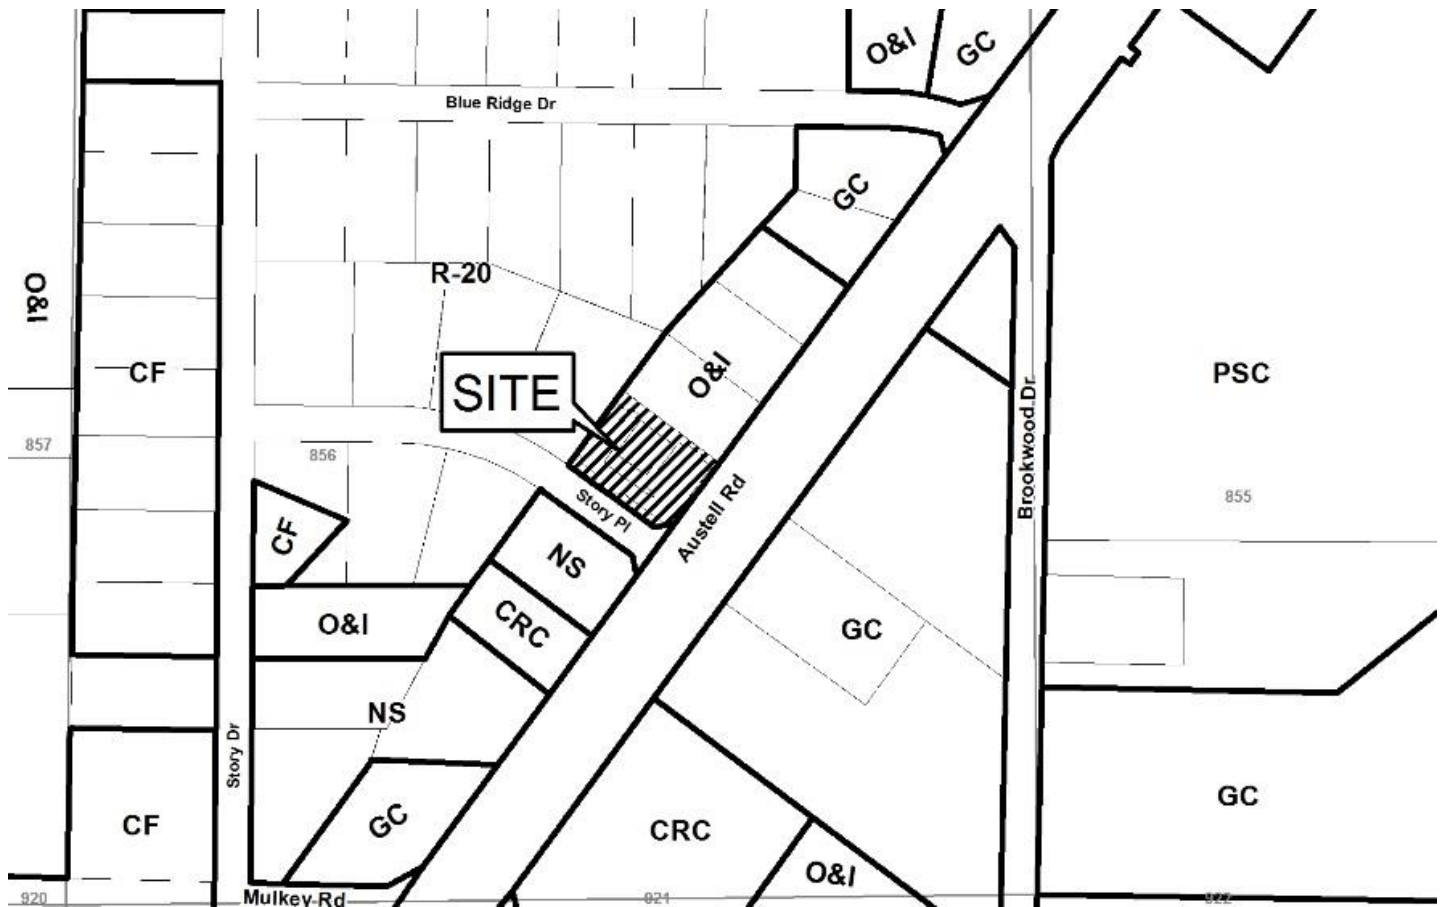 O&I
GC
Blue Ridge Dr
GC
R-20
O&I
CF
O&I
PSC
SITE
Brookwood Dr
857
856
855
Story Pl
Austell Rd
CF
NS
CRC
O&I
GC
NS
Story Dr
GC
GC
CF
CRC
O&I
Mulkey Rd
920
921
922